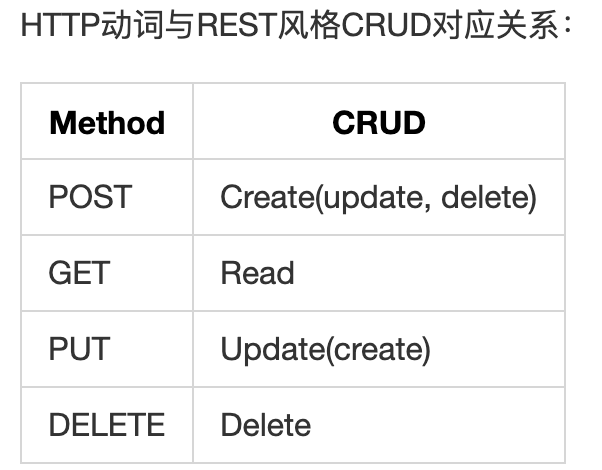 HTTP动词与REST风格CRUD对应关系：
Method CRUD
POST Create(update, delete)
GET Read
PUT Update(create)
DELETE Delete